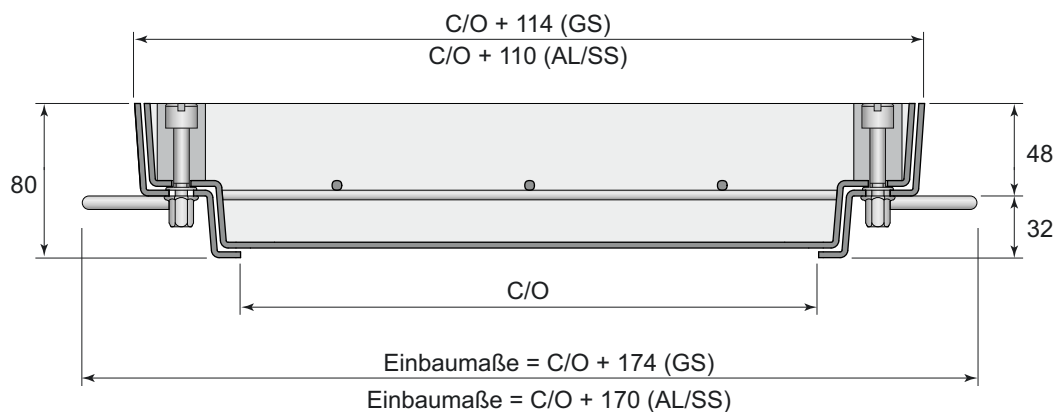 C/O + 114 (GS)
C/O + 110 (AL/SS)
80
48
32
C/O
Einbaumaße = C/O + 174 (GS)
Einbaumaße = C/O + 170 (AL/SS)